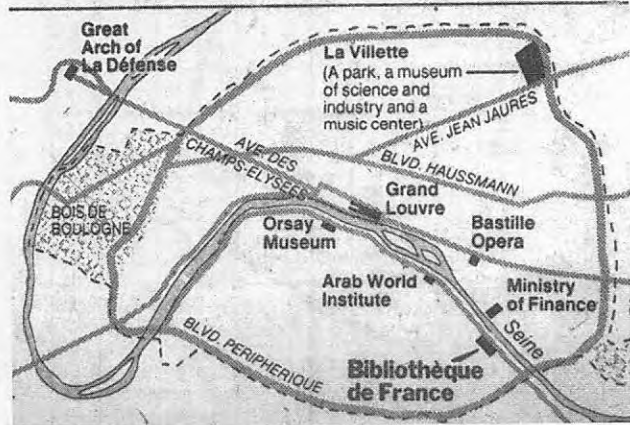 Great
Arch of
La Défense
La Villette
(A park, a museum
of science and
industry and a
music center)
AVE. JEAN JAURES
AVE. DES
CHAMPS-ELYSÉES
BLVD. HAUSSMANN
BOIS DE
BOULOGNE
Grand
Louvre
Orsay
Museum
Bastille
Opera
Arab World
Institute
Ministry
of Finance
Seine
BLVD. PERIPHERIQUE
Bibliothèque
de France